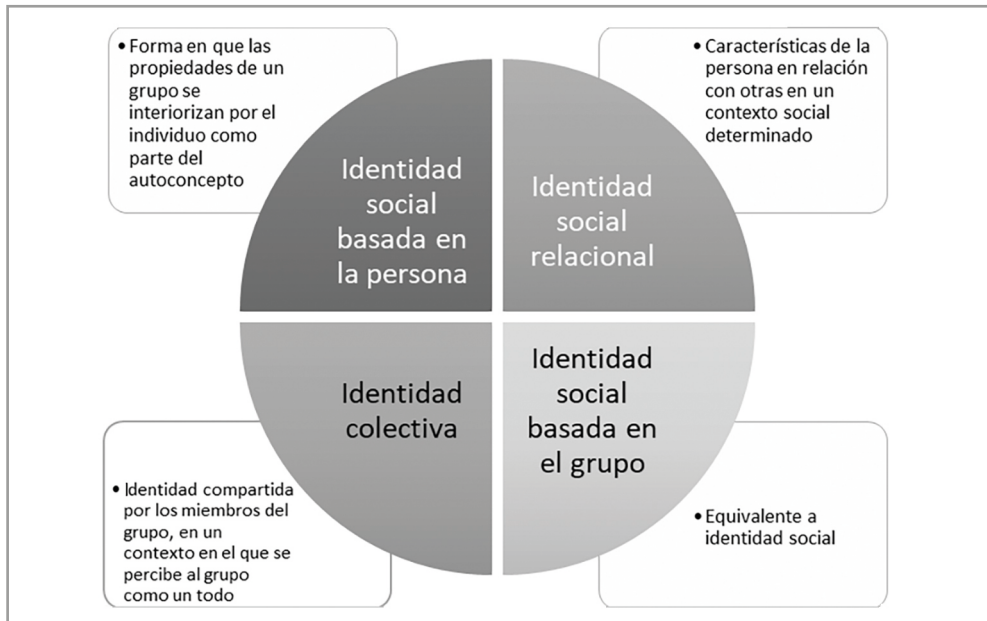 • Forma en que las
propiedades de un
grupo se
interiorizan por el
individuo como
parte del
autoconcepto
Identidad
social
basada en
la persona
• Características de la
persona en relación
con otras en un
contexto social
determinado
Identidad
social
relacional
Identidad
colectiva
• Identidad compartida
por los miembros del
grupo, en un
contexto en el que se
percibe al grupo
como un todo
Identidad
social
basada en
el grupo
• Equivalente a
identidad social